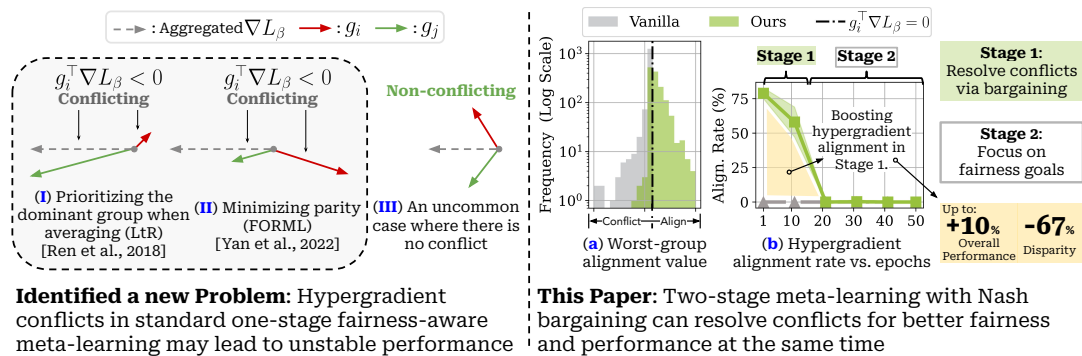 : Aggregated ∇L_β : g_i
: g_j
g_i^⊤∇L_β < 0 g_i^⊤∇L_β < 0
Conflicting Conflicting
Non-conflicting
(I) Prioritizing the
dominant group when
averaging (LtR)
[Ren et al., 2018]
(II) Minimizing parity
(FORML)
[Yan et al., 2022]
(III) An uncommon
case where there is
no conflict
Identified a new Problem: Hypergradient
conflicts in standard one-stage fairness-aware
meta-learning may lead to unstable performance
Vanilla Ours g_i^⊤∇L_β = 0
Frequency (Log Scale)
10^3
10^2
10^1
10^0
Conflict Align
(a) Worst-group
alignment value
Stage 1 Stage 2
Align. Rate (%)
75
50
25
0
Boosting
hypergradient
alignment in
Stage 1.
1 10 20 30 40 50
(b) Hypergradient
alignment rate vs. epochs
Stage 1:
Resolve conflicts
via bargaining
Stage 2:
Focus on
fairness goals
Up to:
+10% -67%
Overall
Performance
Disparity
This Paper: Two-stage meta-learning with Nash
bargaining can resolve conflicts for better fairness
and performance at the same time